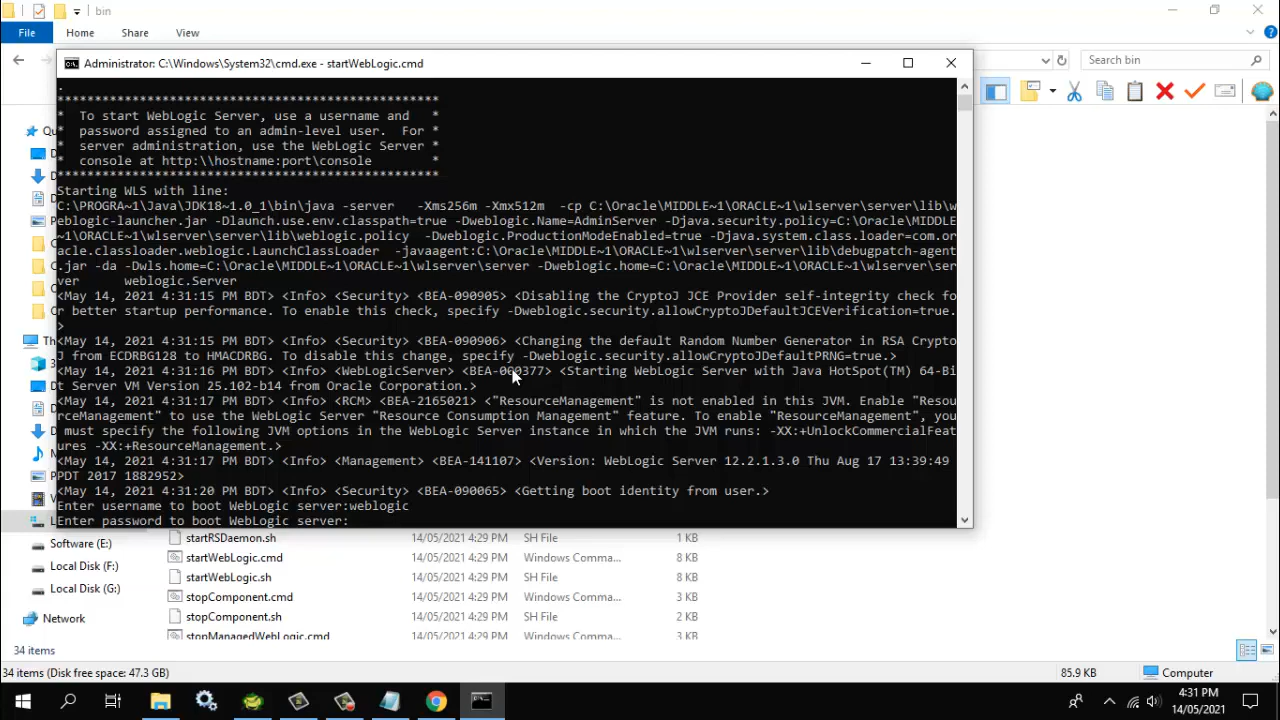 bin
File Home Share View
Search bin
Administrator: C:\Windows\System32\cmd.exe - startWebLogic.cmd
.
***************************************************
*  To start WebLogic Server, use a username and   *
*  password assigned to an admin-level user.  For *
*  server administration, use the WebLogic Server *
*  console at http:\\hostname:port\console        *
***************************************************
Starting WLS with line:
C:\PROGRA~1\Java\JDK18~1.0_1\bin\java -server   -Xms256m -Xmx512m  -cp C:\Oracle\MIDDLE~1\ORACLE~1\wlserver\server\lib\w
eblogic-launcher.jar -Dlaunch.use.env.classpath=true -Dweblogic.Name=AdminServer -Djava.security.policy=C:\Oracle\MIDDLE
~1\ORACLE~1\wlserver\server\lib\weblogic.policy  -Dweblogic.ProductionModeEnabled=true -Djava.system.class.loader=com.or
acle.classloader.weblogic.LaunchClassLoader  -javaagent:C:\Oracle\MIDDLE~1\ORACLE~1\wlserver\server\lib\debugpatch-agent
.jar -da -Dwls.home=C:\Oracle\MIDDLE~1\ORACLE~1\wlserver\server -Dweblogic.home=C:\Oracle\MIDDLE~1\ORACLE~1\wlserver\ser
ver      weblogic.Server
<May 14, 2021 4:31:15 PM BDT> <Info> <Security> <BEA-090905> <Disabling the CryptoJ JCE Provider self-integrity check fo
r better startup performance. To enable this check, specify -Dweblogic.security.allowCryptoJDefaultJCEVerification=true.
>
<May 14, 2021 4:31:15 PM BDT> <Info> <Security> <BEA-090906> <Changing the default Random Number Generator in RSA Crypto
J from ECDRBG128 to HMACDRBG. To disable this change, specify -Dweblogic.security.allowCryptoJDefaultPRNG=true.>
<May 14, 2021 4:31:16 PM BDT> <Info> <WebLogicServer> <BEA-000377> <Starting WebLogic Server with Java HotSpot(TM) 64-Bi
t Server VM Version 25.102-b14 from Oracle Corporation.>
<May 14, 2021 4:31:17 PM BDT> <Info> <RCM> <BEA-2165021> <"ResourceManagement" is not enabled in this JVM. Enable "Resou
rceManagement" to use the WebLogic Server "Resource Consumption Management" feature. To enable "ResourceManagement", you
 must specify the following JVM options in the WebLogic Server instance in which the JVM runs: -XX:+UnlockCommercialFeat
ures -XX:+ResourceManagement.>
<May 14, 2021 4:31:17 PM BDT> <Info> <Management> <BEA-141107> <Version: WebLogic Server 12.2.1.3.0 Thu Aug 17 13:39:49
PDT 2017 1882952>
<May 14, 2021 4:31:20 PM BDT> <Info> <Security> <BEA-090065> <Getting boot identity from user.>
Enter username to boot WebLogic server:weblogic
Enter password to boot WebLogic server:
startRSDaemon.sh 14/05/2021 4:29 PM SH File 1 KB
Software (E:)
startWebLogic.cmd 14/05/2021 4:29 PM Windows Comma... 8 KB
Local Disk (F:)
startWebLogic.sh 14/05/2021 4:29 PM SH File 8 KB
Local Disk (G:)
stopComponent.cmd 14/05/2021 4:29 PM Windows Comma... 3 KB
stopComponent.sh 14/05/2021 4:29 PM SH File 2 KB
Network
stopManagedWebLogic.cmd 14/05/2021 4:29 PM Windows Comma... 3 KB
34 items
34 items (Disk free space: 47.3 GB) 85.9 KB Computer
4:31 PM
14/05/2021